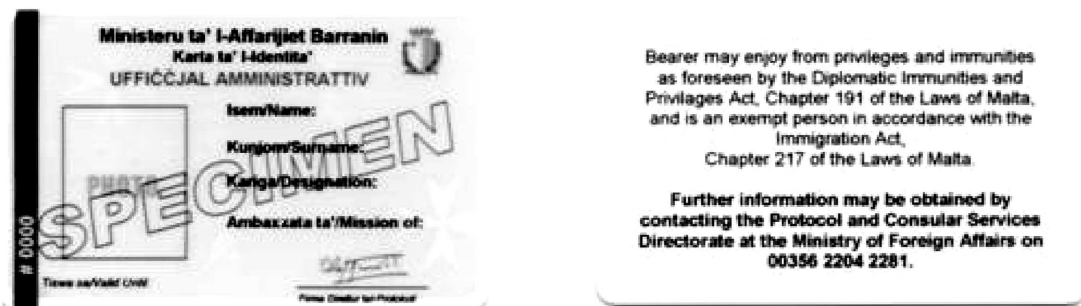 Ministeru ta' l-Affarijiet Barranin
Karta ta' l-Identita'
UFFIĊĊJAL AMMINISTRATTIV
Isem/Name:
Kunjom/Surname:
Kariga/Designation:
Ambaxxata ta'/Mission of:
PHOTO
SPECIMEN
# 0000
Tiswa sa/Valid Until
Firma Direttur tal-Protokoll
Bearer may enjoy from privileges and immunities
as foreseen by the Diplomatic Immunities and
Privilages Act, Chapter 191 of the Laws of Malta,
and is an exempt person in accordance with the
Immigration Act,
Chapter 217 of the Laws of Malta.
Further information may be obtained by
contacting the Protocol and Consular Services
Directorate at the Ministry of Foreign Affairs on
00356 2204 2281.